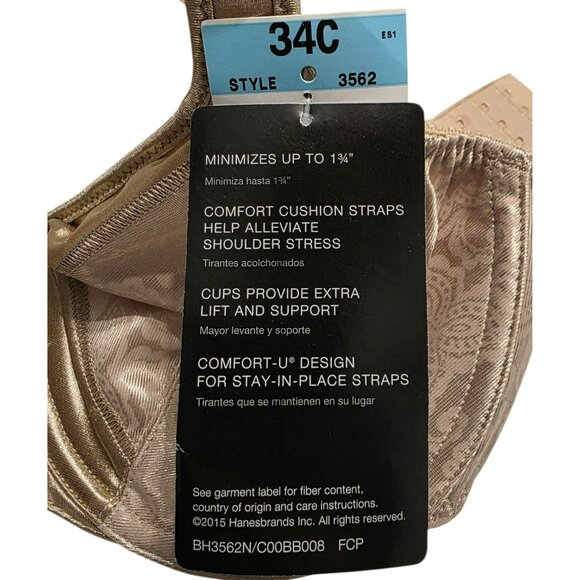 34C
ES1
STYLE 3562
MINIMIZES UP TO 1¾”
Minimiza hasta 1¾”
COMFORT CUSHION STRAPS
HELP ALLEVIATE
SHOULDER STRESS
Tirantes acolchonados
CUPS PROVIDE EXTRA
LIFT AND SUPPORT
Mayor levante y soporte
COMFORT-U® DESIGN
FOR STAY-IN-PLACE STRAPS
Tirantes que se mantienen en su lugar
See garment label for fiber content,
country of origin and care instructions.
©2015 Hanesbrands Inc. All rights reserved.
BH3562N/C00BB008 FCP